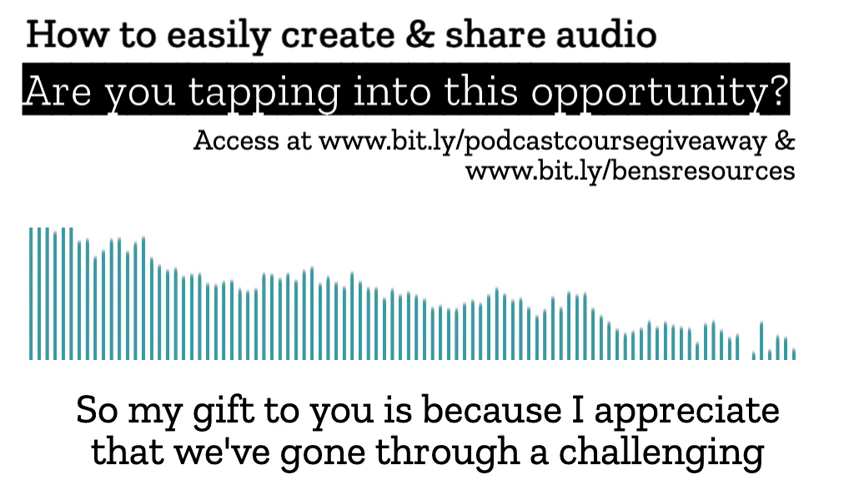 How to easily create & share audio
Are you tapping into this opportunity?
Access at www.bit.ly/podcastcoursegiveaway &
www.bit.ly/bensresources
So my gift to you is because I appreciate
that we've gone through a challenging